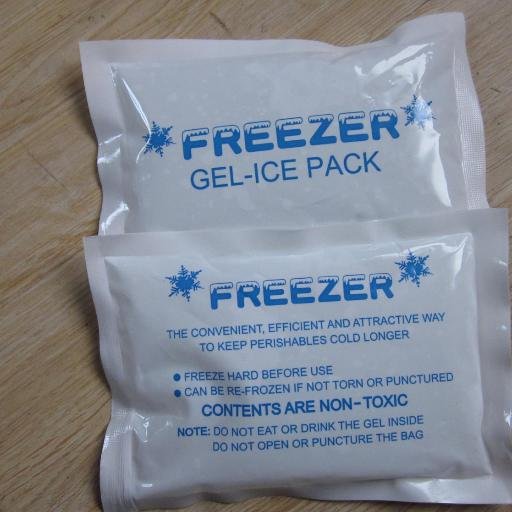 FREEZER
GEL-ICE PACK
FREEZER
THE CONVENIENT, EFFICIENT AND ATTRACTIVE WAY
TO KEEP PERISHABLES COLD LONGER
● FREEZE HARD BEFORE USE
● CAN BE RE-FROZEN IF NOT TORN OR PUNCTURED
CONTENTS ARE NON-TOXIC
NOTE: DO NOT EAT OR DRINK THE GEL INSIDE
DO NOT OPEN OR PUNCTURE THE BAG